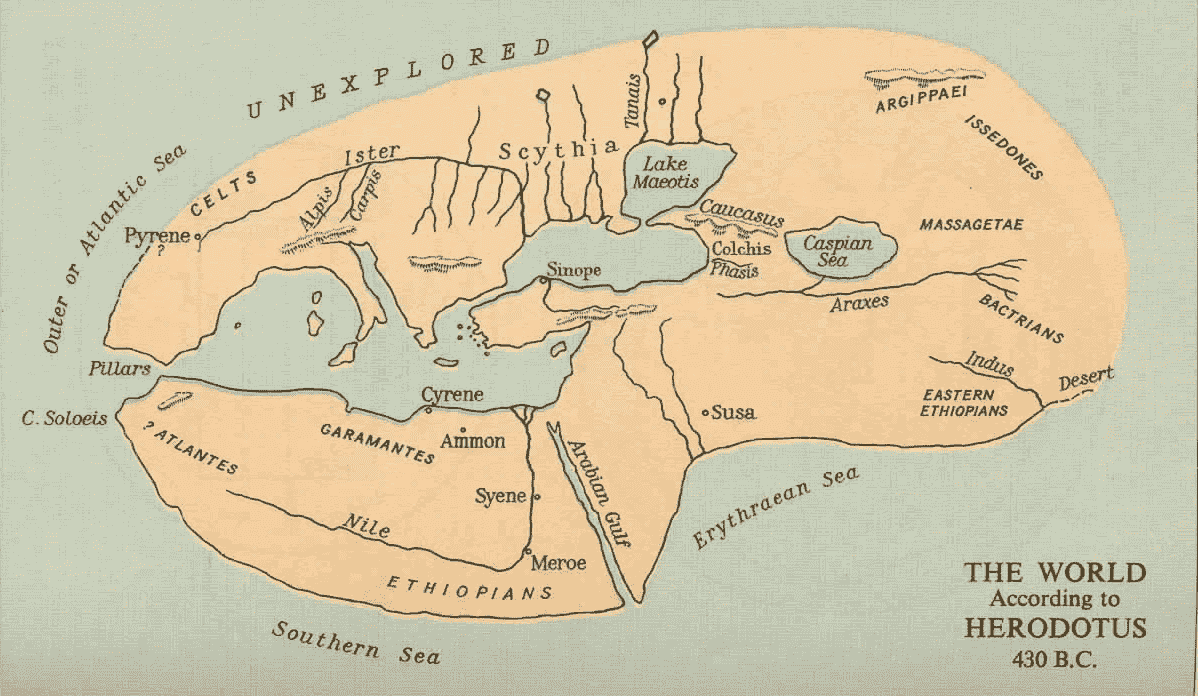 UNEXPLORED
Outer or Atlantic Sea
CELTS
Ister
Alpis
Carpis
Pyrene
?
Scythia
Tanais
Lake
Maeotis
ARGIPPAEI
ISSEDONES
MASSAGETAE
Caucasus
Colchis
Phasis
Caspian
Sea
Araxes
BACTRIANS
Sinope
Indus
Desert
EASTERN
ETHIOPIANS
Pillars
C. Soloeis
? ATLANTES
GARAMANTES
Cyrene
Ammon
Susa
Syene
Arabian Gulf
Nile
Meroe
ETHIOPIANS
Erythraean Sea
Southern Sea
THE WORLD
According to
HERODOTUS
430 B.C.